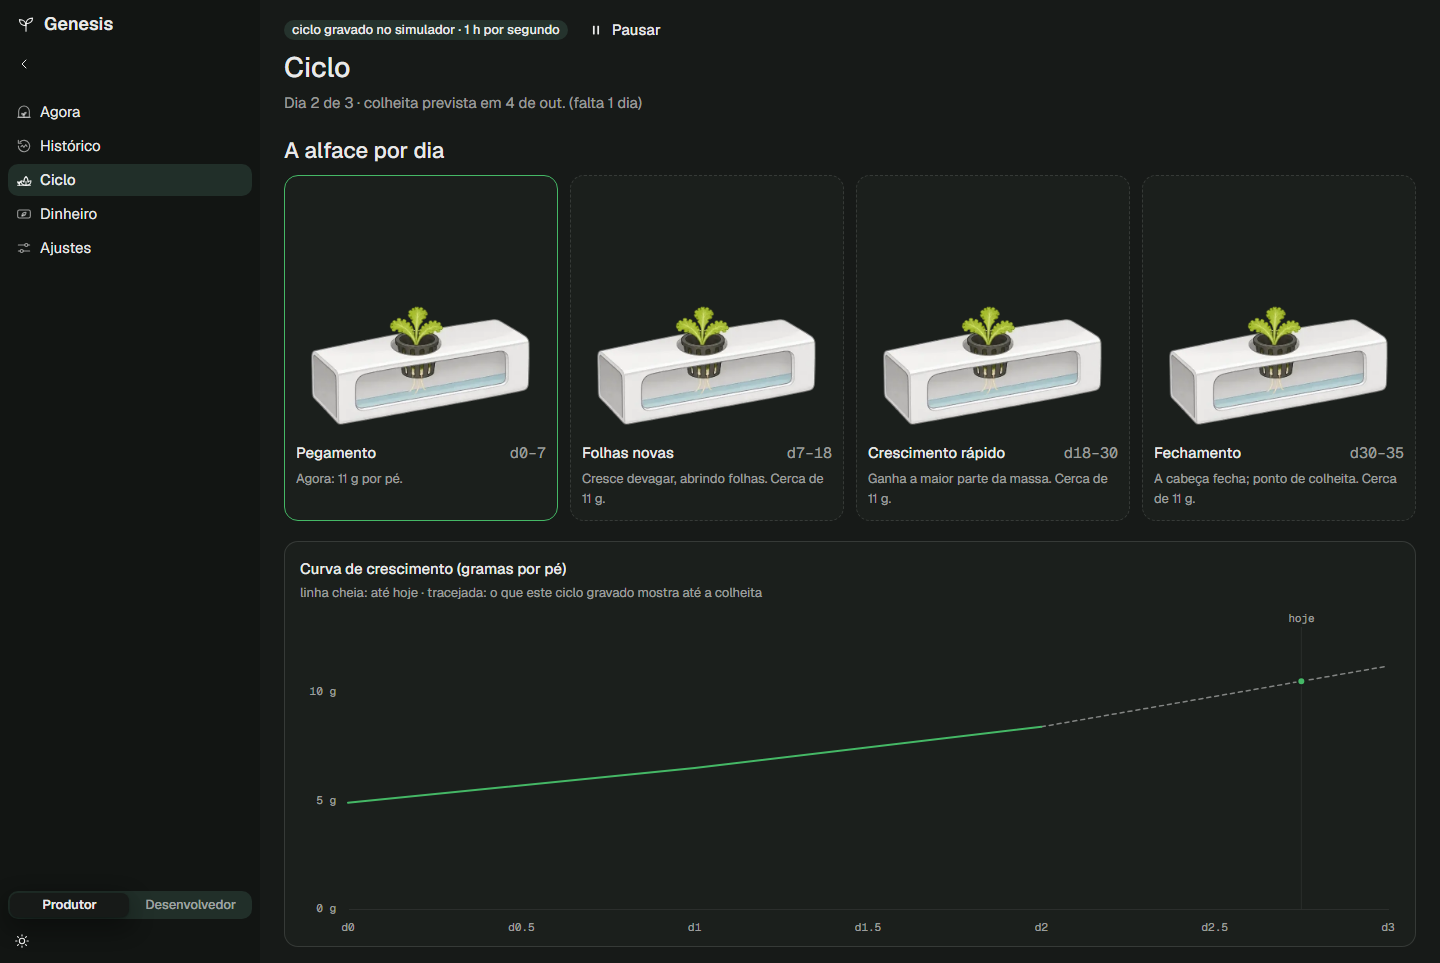 Genesis
Agora
Histórico
Ciclo
Dinheiro
Ajustes
Produtor
Desenvolvedor
ciclo gravado no simulador · 1 h por segundo
Pausar
Ciclo
Dia 2 de 3 · colheita prevista em 4 de out. (falta 1 dia)
A alface por dia
Pegamento d0–7
Agora: 11 g por pé.
Folhas novas d7–18
Cresce devagar, abrindo folhas. Cerca de
11 g.
Crescimento rápido d18–30
Ganha a maior parte da massa. Cerca de
11 g.
Fechamento d30–35
A cabeça fecha; ponto de colheita. Cerca
de 11 g.
Curva de crescimento (gramas por pé)
linha cheia: até hoje · tracejada: o que este ciclo gravado mostra até a colheita
hoje
10 g
5 g
0 g
d0 d0.5 d1 d1.5 d2 d2.5 d3